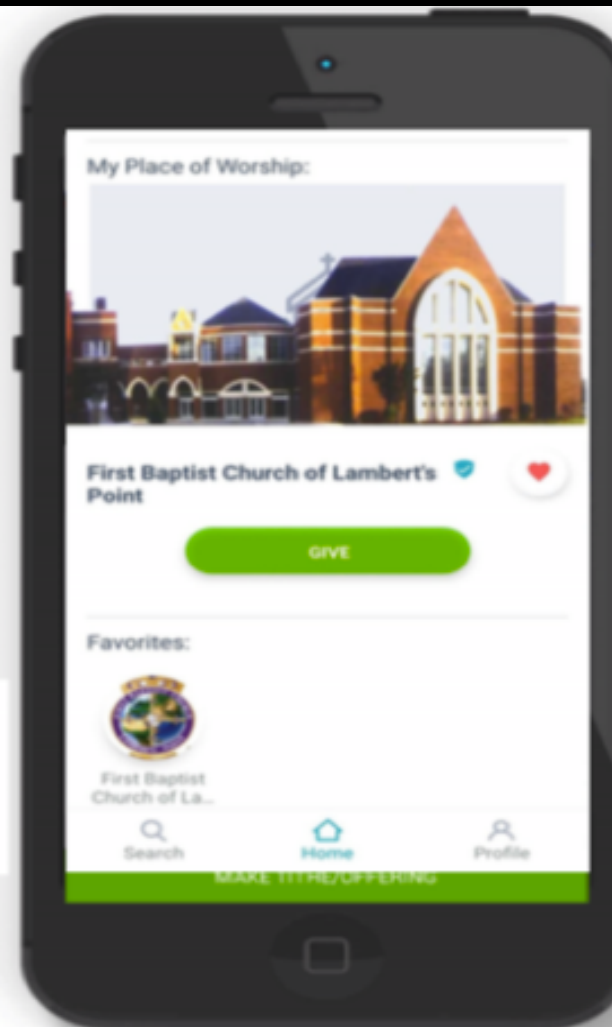 My Place of Worship:
First Baptist Church of Lambert's
Point
GIVE
Favorites:
First Baptist
Church of La...
Search Home Profile
MAKE TITHE/OFFERING